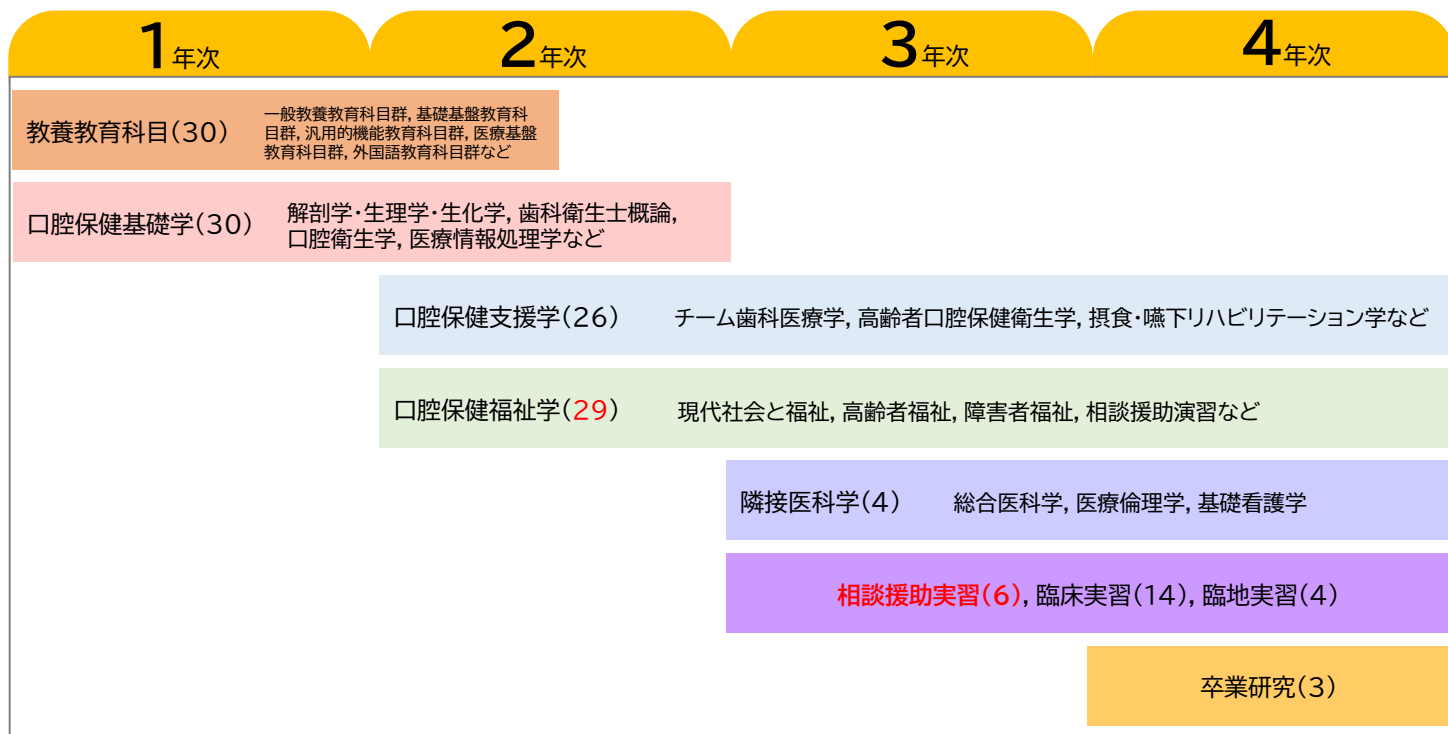 1年次
2年次
3年次
4年次
教養教育科目(30)
一般教養教育科目群, 基礎基盤教育科
目群, 汎用的機能教育科目群, 医療基盤
教育科目群, 外国語教育科目群など
口腔保健基礎学(30)
解剖学・生理学・生化学, 歯科衛生士概論,
口腔衛生学, 医療情報処理学など
口腔保健支援学(26)
チーム歯科医療学, 高齢者口腔保健衛生学, 摂食・嚥下リハビリテーション学など
口腔保健福祉学(29)
現代社会と福祉, 高齢者福祉, 障害者福祉, 相談援助演習など
隣接医科学(4)
総合医科学, 医療倫理学, 基礎看護学
相談援助実習(6), 臨床実習(14), 臨地実習(4)
卒業研究(3)